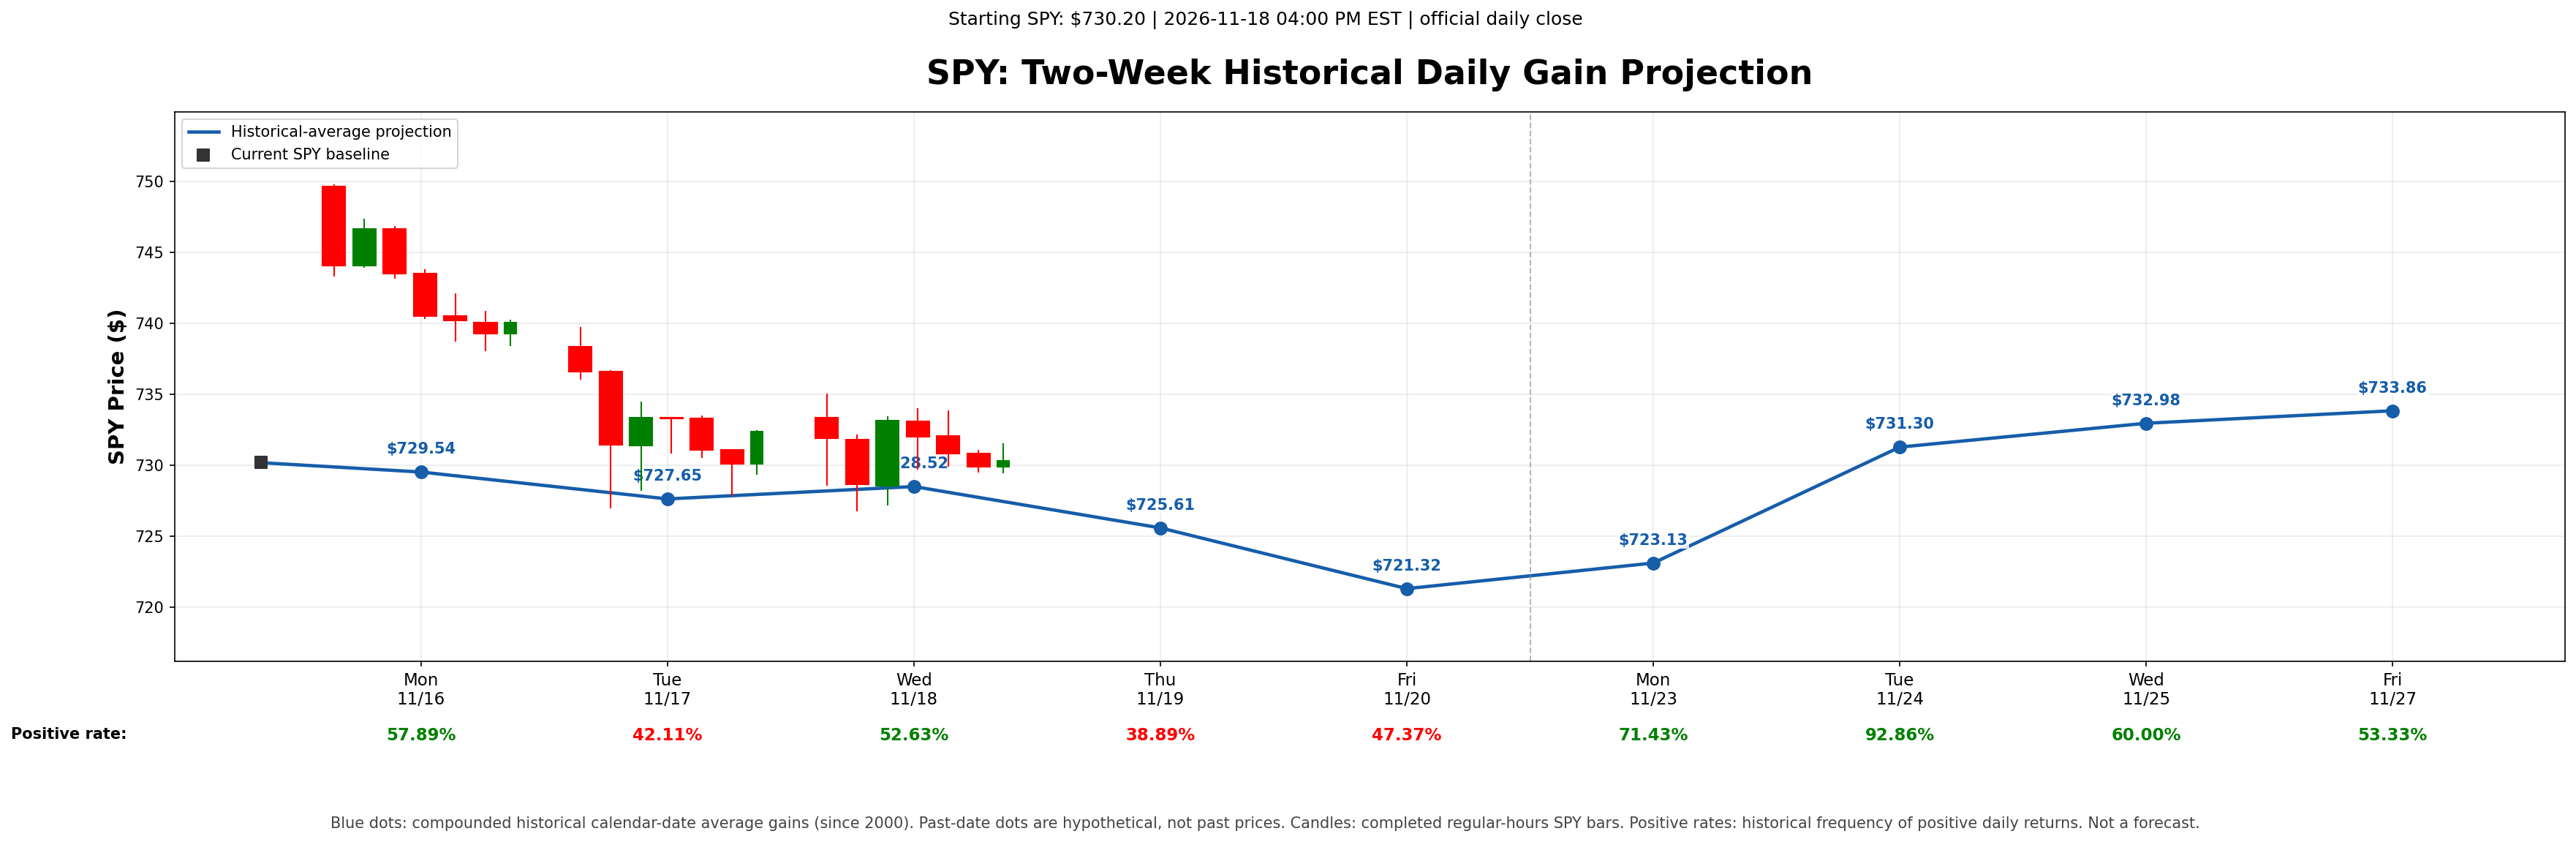 Starting SPY: $730.20 | 2026-11-18 04:00 PM EST | official daily close
SPY: Two-Week Historical Daily Gain Projection
Historical-average projection
Current SPY baseline
SPY Price ($)
750
745
740
735
730
725
720
$729.54
$727.65
28.52
$725.61
$721.32
$723.13
$731.30
$732.98
$733.86
Mon Tue Wed Thu Fri Mon Tue Wed Fri
11/16 11/17 11/18 11/19 11/20 11/23 11/24 11/25 11/27
Positive rate: 57.89% 42.11% 52.63% 38.89% 47.37% 71.43% 92.86% 60.00% 53.33%
Blue dots: compounded historical calendar-date average gains (since 2000). Past-date dots are hypothetical, not past prices. Candles: completed regular-hours SPY bars. Positive rates: historical frequency of positive daily returns. Not a forecast.